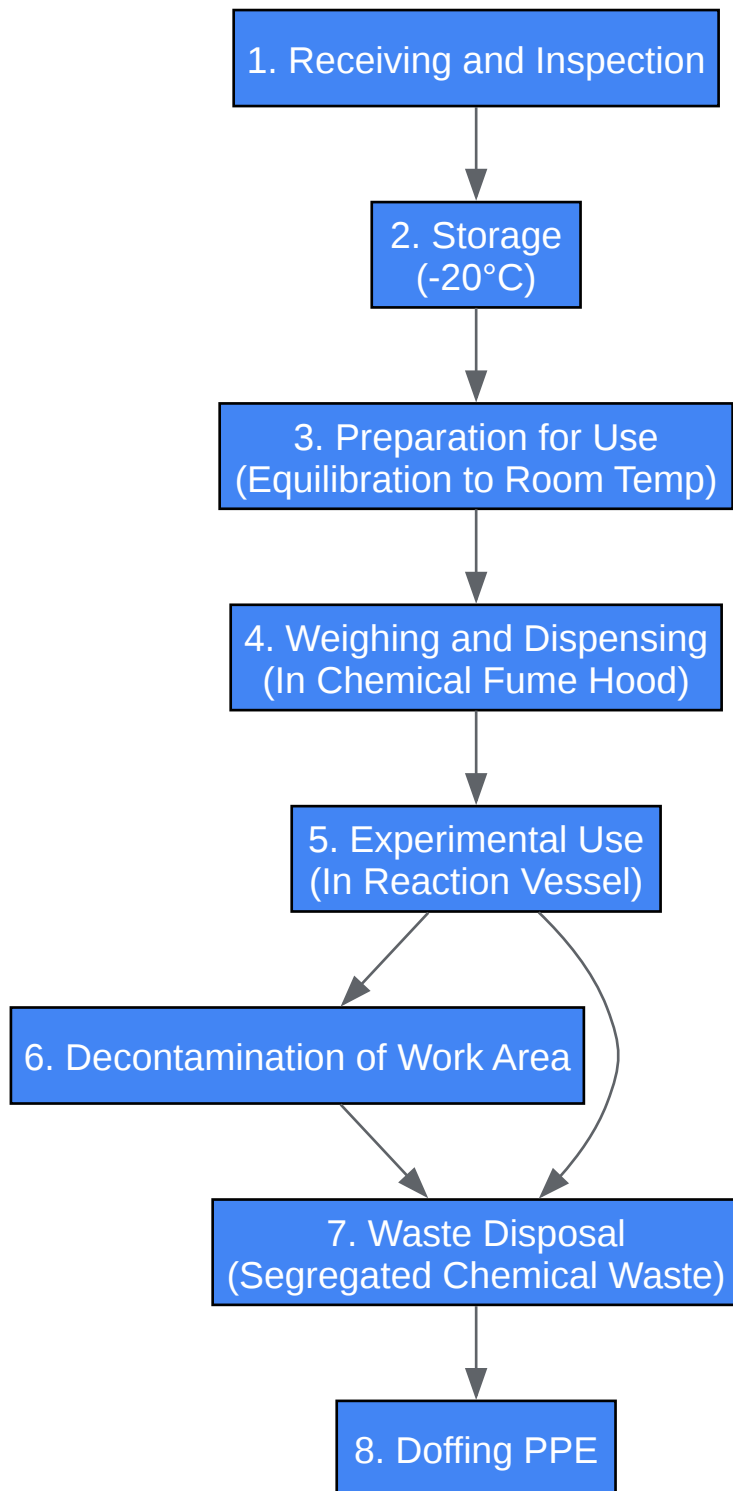 1. Receiving and Inspection
2. Storage
(-20°C)
3. Preparation for Use
(Equilibration to Room Temp)
4. Weighing and Dispensing
(In Chemical Fume Hood)
5. Experimental Use
(In Reaction Vessel)
6. Decontamination of Work Area
7. Waste Disposal
(Segregated Chemical Waste)
8. Doffing PPE